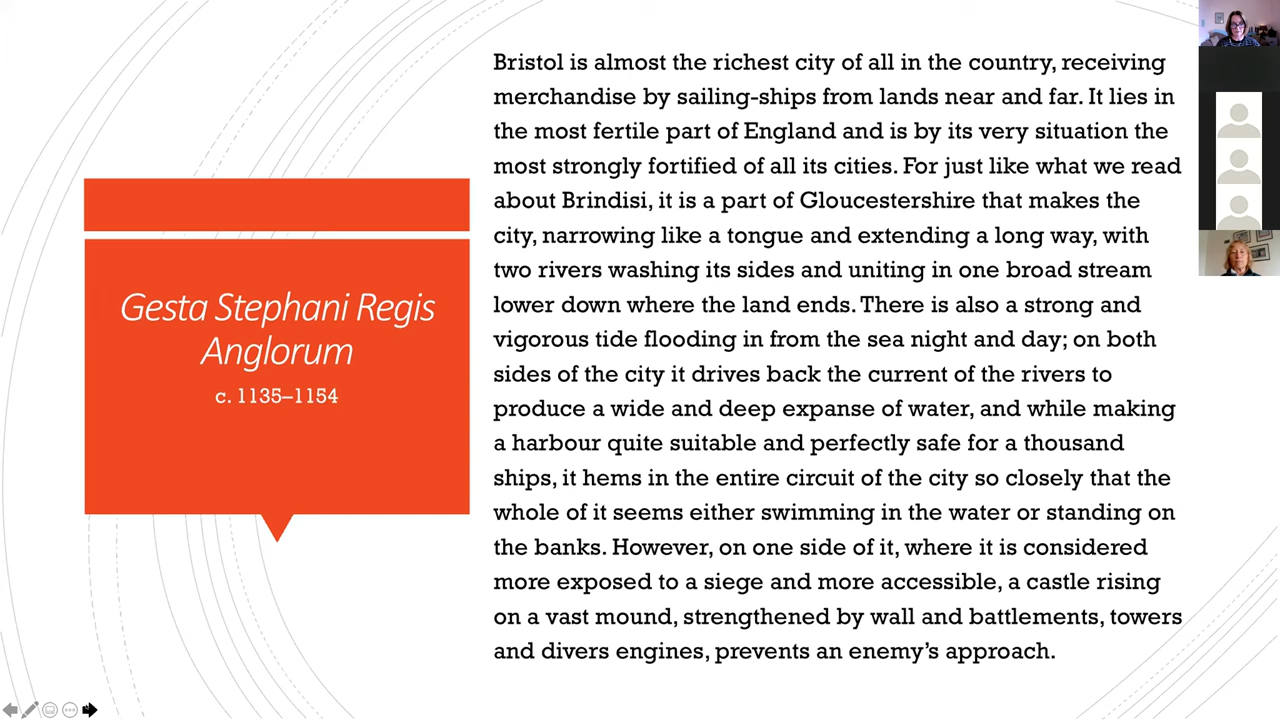 Gesta Stephani Regis
Anglorum
c. 1135–1154
Bristol is almost the richest city of all in the country, receiving
merchandise by sailing-ships from lands near and far. It lies in
the most fertile part of England and is by its very situation the
most strongly fortified of all its cities. For just like what we read
about Brindisi, it is a part of Gloucestershire that makes the
city, narrowing like a tongue and extending a long way, with
two rivers washing its sides and uniting in one broad stream
lower down where the land ends. There is also a strong and
vigorous tide flooding in from the sea night and day; on both
sides of the city it drives back the current of the rivers to
produce a wide and deep expanse of water, and while making
a harbour quite suitable and perfectly safe for a thousand
ships, it hems in the entire circuit of the city so closely that the
whole of it seems either swimming in the water or standing on
the banks. However, on one side of it, where it is considered
more exposed to a siege and more accessible, a castle rising
on a vast mound, strengthened by wall and battlements, towers
and divers engines, prevents an enemy’s approach.